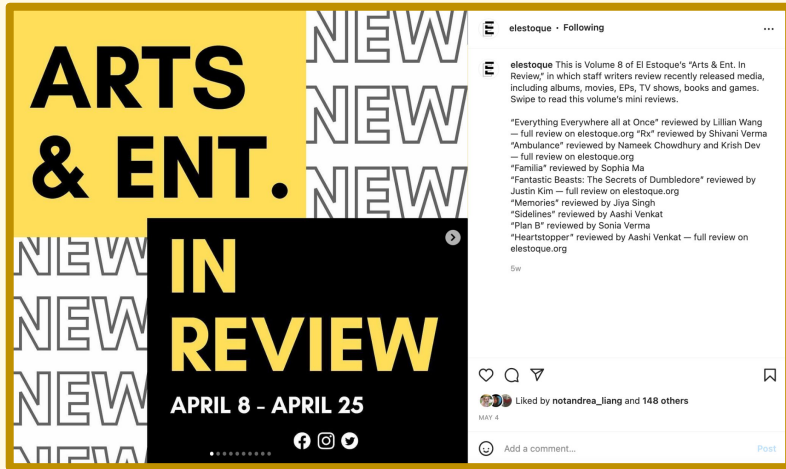 ARTS
& ENT.
NEW
NEW
NEW
NEW
IN
REVIEW
APRIL 8 - APRIL 25
NEW
NEW
NEW
NEW
elestoque • Following
elestoque This is Volume 8 of El Estoque's "Arts & Ent. In
Review," in which staff writers review recently released media,
including albums, movies, EPs, TV shows, books and games.
Swipe to read this volume's mini reviews.
"Everything Everywhere all at Once" reviewed by Lillian Wang
— full review on elestoque.org "Rx" reviewed by Shivani Verma
"Ambulance" reviewed by Nameek Chowdhury and Krish Dev
— full review on elestoque.org
"Familia" reviewed by Sophia Ma
"Fantastic Beasts: The Secrets of Dumbledore" reviewed by
Justin Kim — full review on elestoque.org
"Memories" reviewed by Jiya Singh
"Sidelines" reviewed by Aashi Venkat
"Plan B" reviewed by Sonia Verma
"Heartstopper" reviewed by Aashi Venkat — full review on
elestoque.org
5w
Liked by notandrea_liang and 148 others
MAY 4
Add a comment...
Post